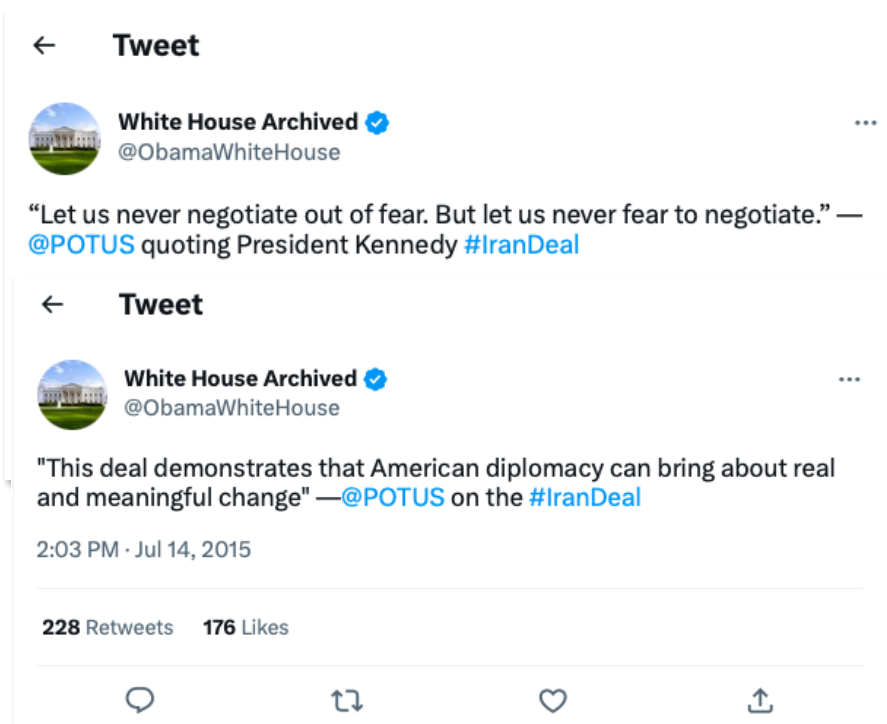 Tweet
White House Archived
@ObamaWhiteHouse
“Let us never negotiate out of fear. But let us never fear to negotiate.” —
@POTUS quoting President Kennedy #IranDeal
Tweet
White House Archived
@ObamaWhiteHouse
"This deal demonstrates that American diplomacy can bring about real
and meaningful change" —@POTUS on the #IranDeal
2:03 PM · Jul 14, 2015
228 Retweets 176 Likes